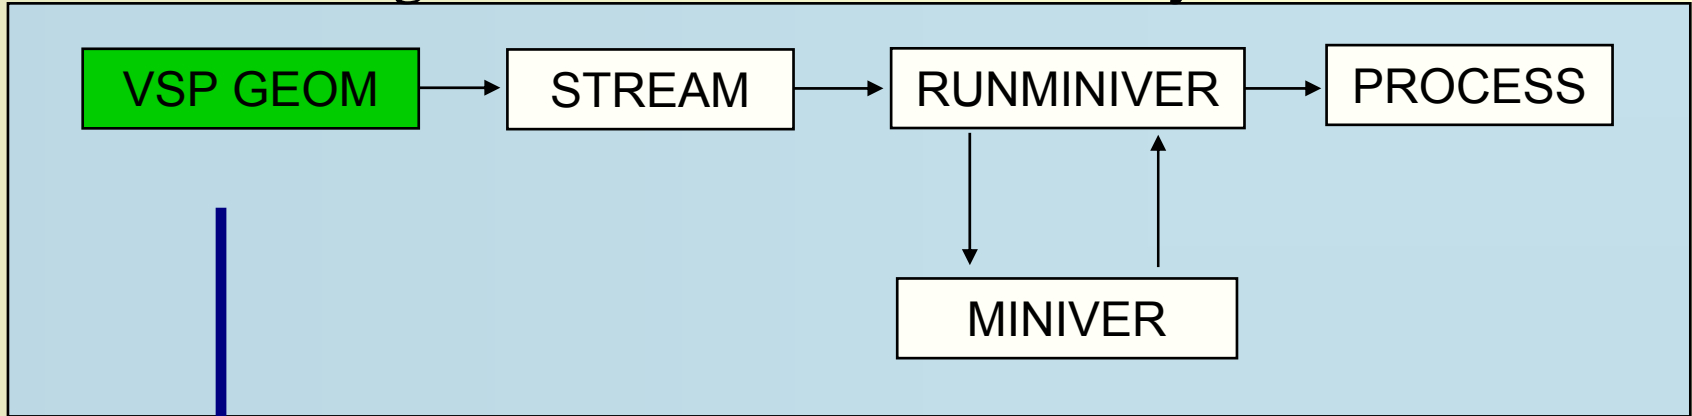 VSP GEOM
STREAM
RUNMINIVER
PROCESS
MINIVER